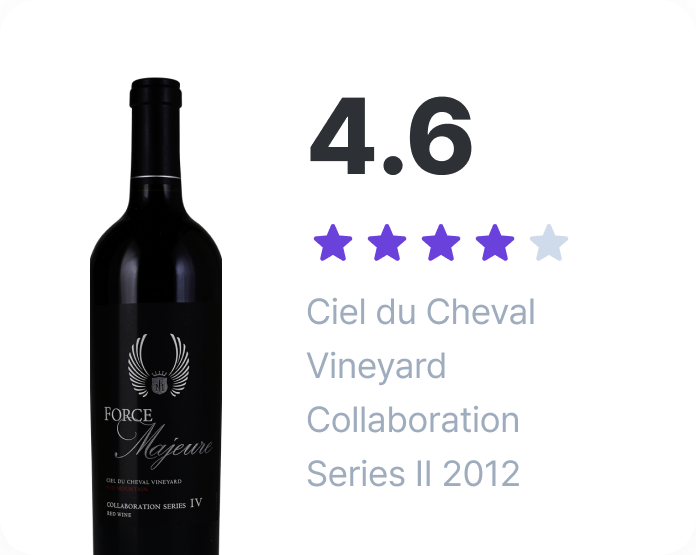 4.6
Ciel du Cheval
Vineyard
Collaboration
Series II 2012
FORCE
Majeure
CIEL DU CHEVAL VINEYARD
COLLABORATION SERIES IV
RED WINE